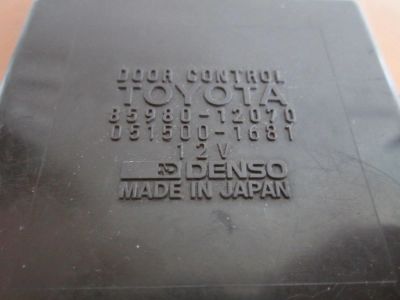 DOOR CONTROL
TOYOTA
85980-12070
051500-1681
12V
DENSO
MADE IN JAPAN